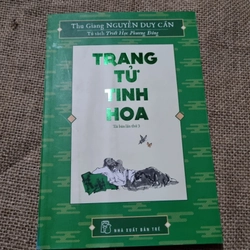 Thu Giang NGUYỄN DUY CẦN
Tủ sách Triết Học Phương Đông
TRANG
TỬ
TINH
HOA
NHÀ XUẤT BẢN TRẺ